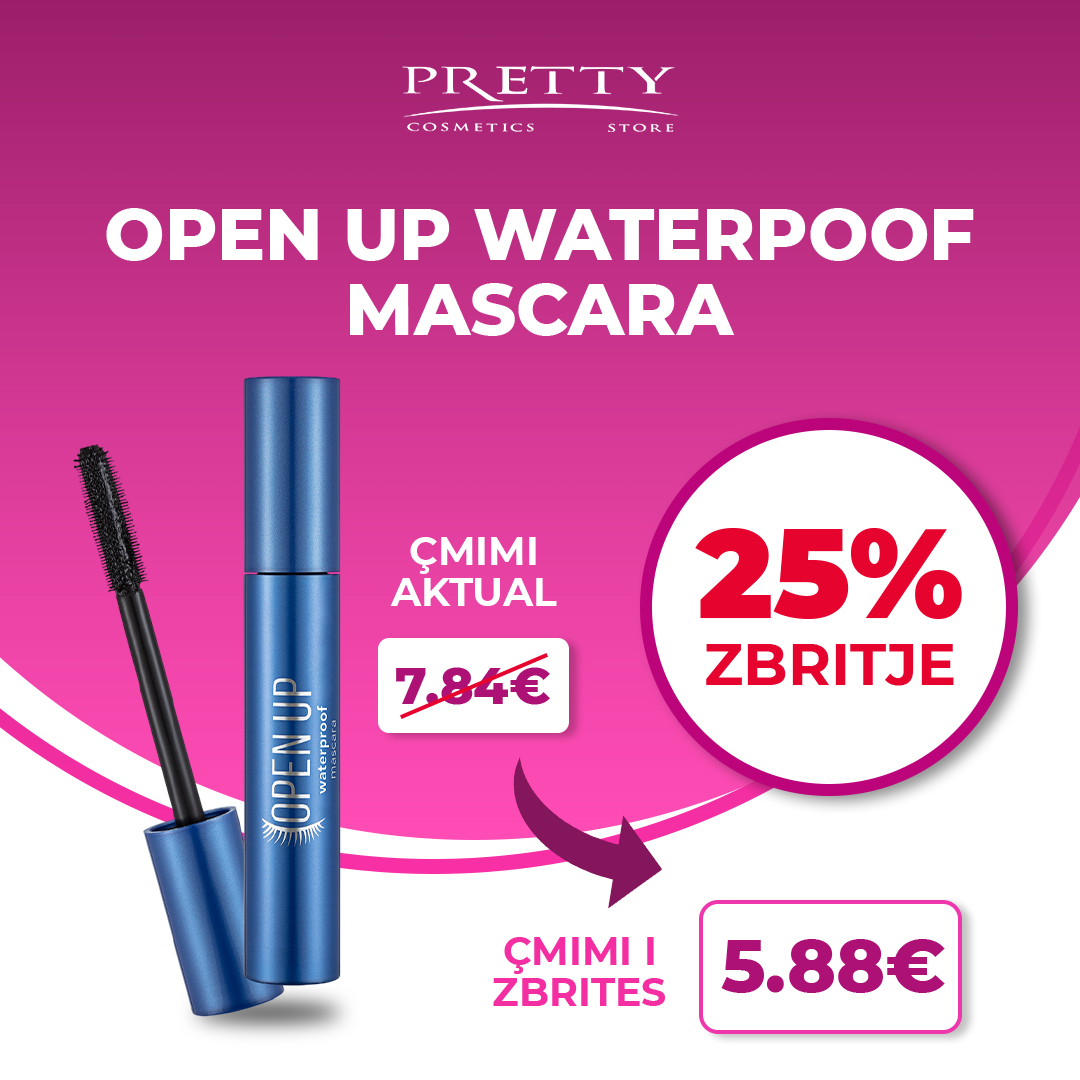 PRETTY
COSMETICS STORE
OPEN UP WATERPOOF
MASCARA
ÇMIMI
AKTUAL
7.84€
25%
ZBRITJE
OPEN UP
waterproof
mascara
ÇMIMI I
ZBRITES
5.88€